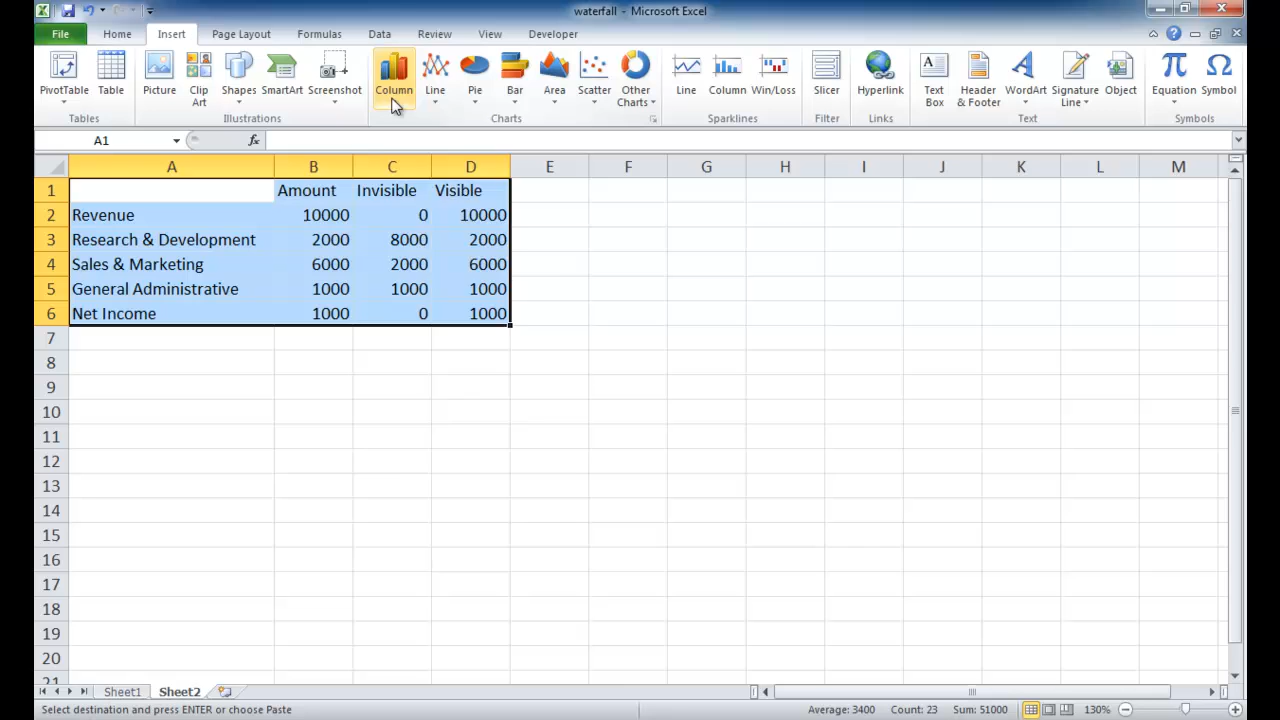 waterfall - Microsoft Excel
File Home Insert Page Layout Formulas Data Review View Developer
PivotTable Table Picture Clip Art Shapes SmartArt Screenshot Column Line Pie Bar Area Scatter Other Charts Line Column Win/Loss Slicer Hyperlink Text Box Header & Footer WordArt Signature Line Object Equation Symbol
Tables Illustrations Charts Sparklines Filter Links Text Symbols
A1 fx
A B C D E F G H I J K L M
1 Amount Invisible Visible
2 Revenue 10000 0 10000
3 Research & Development 2000 8000 2000
4 Sales & Marketing 6000 2000 6000
5 General Administrative 1000 1000 1000
6 Net Income 1000 0 1000
7
8
9
10
11
12
13
14
15
16
17
18
19
20
21
Sheet1 Sheet2
Select destination and press ENTER or choose Paste Average: 3400 Count: 23 Sum: 51000 130%